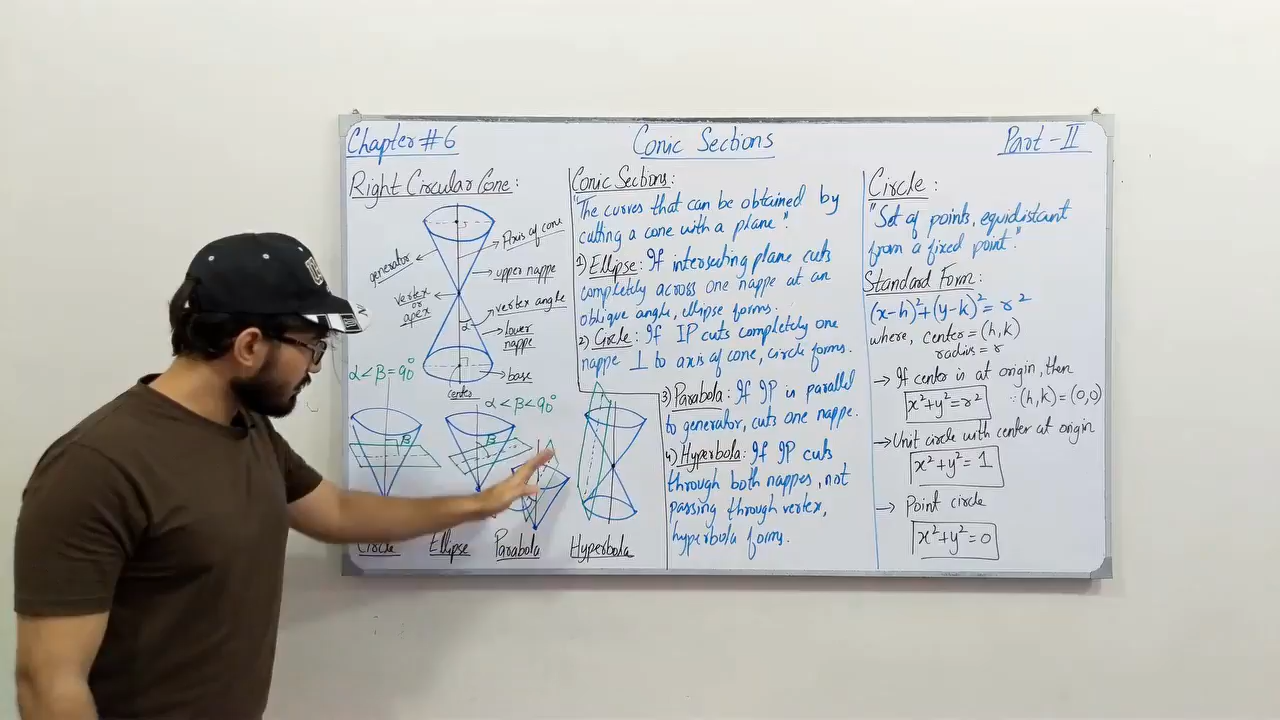 Chapter #6
Conic Sections
Part-II
Right Circular Cone:
Axis of cone
generator
upper nappe
vertex
or
apex
vertex angle
α
lower
nappe
base
center
α<β=90°
α<β<90°
β
β
Circle
Ellipse
Parabola
Hyperbola
Conic Sections:
"The curves that can be obtained by
cutting a cone with a plane."
1) Ellipse: If intersecting plane cuts
completely across one nappe at an
oblique angle, ellipse forms.
2) Circle: If IP cuts completely one
nappe ⊥ to axis of cone, circle forms.
3) Parabola: If IP is parallel
to generator, cuts one nappe.
4) Hyperbola: If IP cuts
through both nappes, not
passing through vertex,
hyperbola forms.
Circle:
"Set of points, equidistant
from a fixed point."
Standard Form:
(x-h)²+(y-k)²=r²
where, center=(h,k)
radius=r
→ If center is at origin, then
x²+y²=r² ∵(h,k)=(0,0)
→ Unit circle with center at origin
x²+y²=1
→ Point circle
x²+y²=0